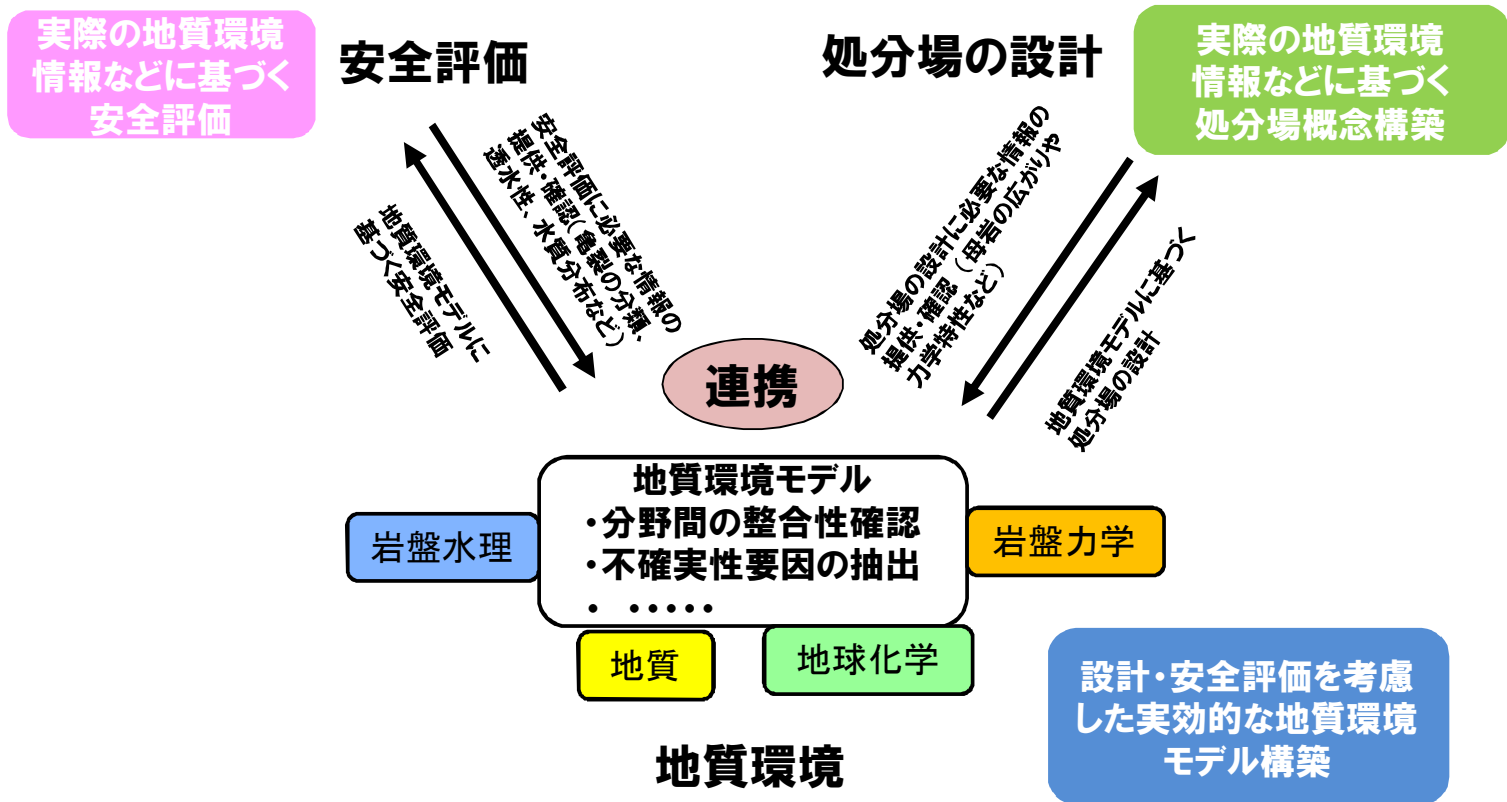 実際の地質環境
情報などに基づく
安全評価
安全評価
処分場の設計
実際の地質環境
情報などに基づく
処分場概念構築
地質環境モデルに
基づく安全評価
安全評価に必要な情報の
提供・確認(亀裂の分類、
透水性、水質分布など)
処分場の設計に必要な情報の
提供・確認(母岩の広がりや
力学特性など)
地質環境モデルに基づく
処分場の設計
連携
地質環境モデル
・分野間の整合性確認
・不確実性要因の抽出
・ ・・・・・
岩盤水理
岩盤力学
地質
地球化学
地質環境
設計・安全評価を考慮
した実効的な地質環境
モデル構築